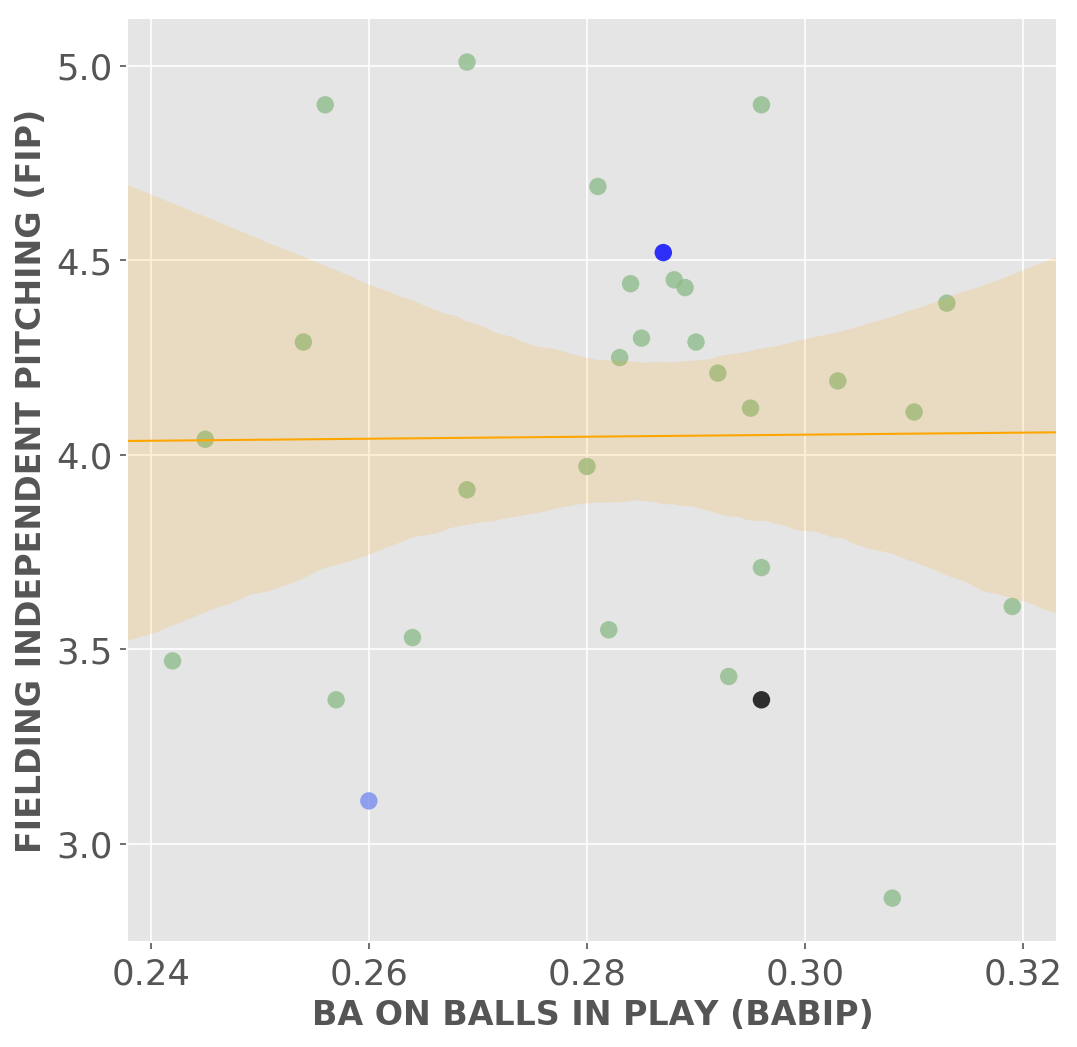 FIELDING INDEPENDENT PITCHING (FIP)
5.0
4.5
4.0
3.5
3.0
0.24 0.26 0.28 0.30 0.32
BA ON BALLS IN PLAY (BABIP)